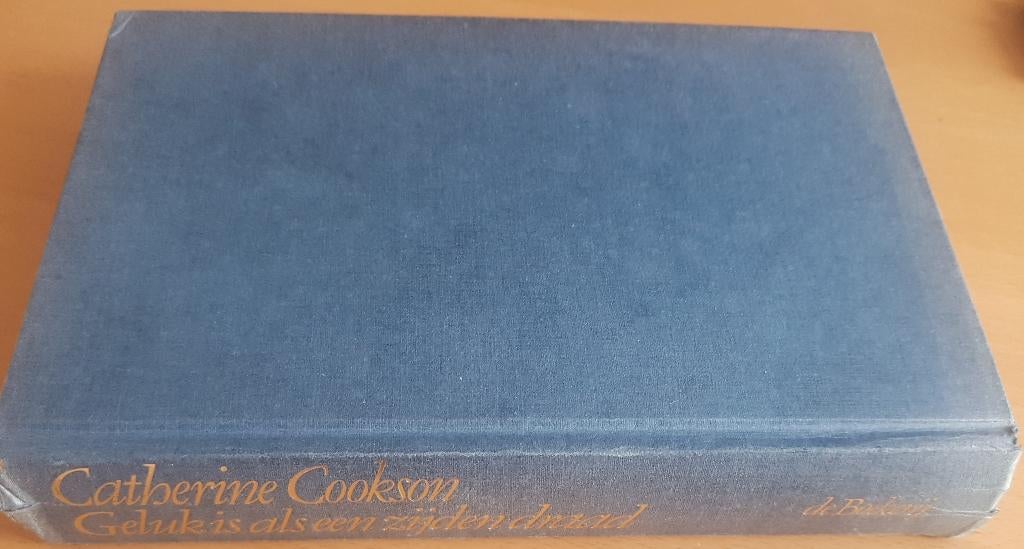 Catherine Cookson
Geluk is als een zijden draad
de Boekerij